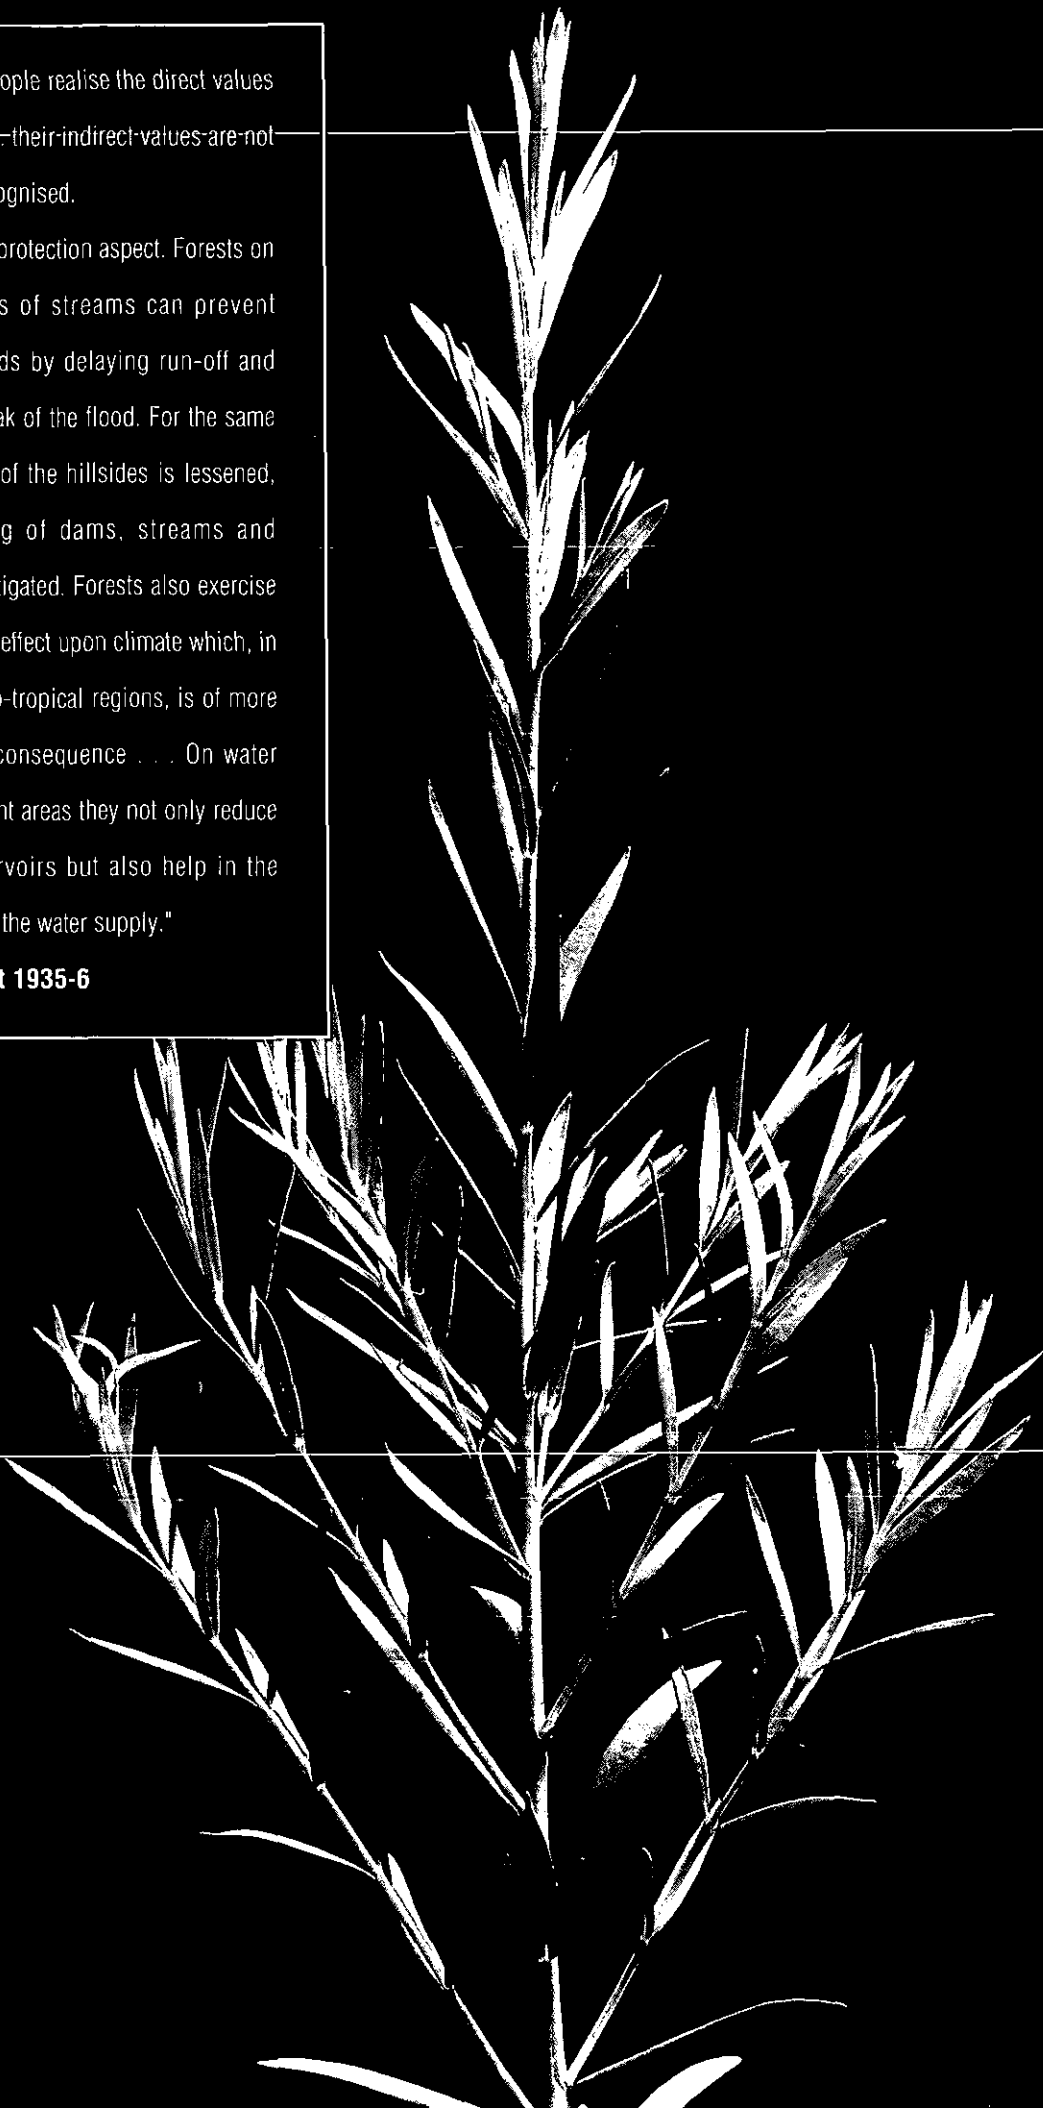 ople realise the direct values
their indirect values are not
ognised.
protection aspect. Forests on
s of streams can prevent
ds by delaying run-off and
ak of the flood. For the same
of the hillsides is lessened,
g of dams, streams and
tigated. Forests also exercise
effect upon climate which, in
o-tropical regions, is of more
consequence . . . On water
nt areas they not only reduce
rvoirs but also help in the
the water supply."
t 1935-6